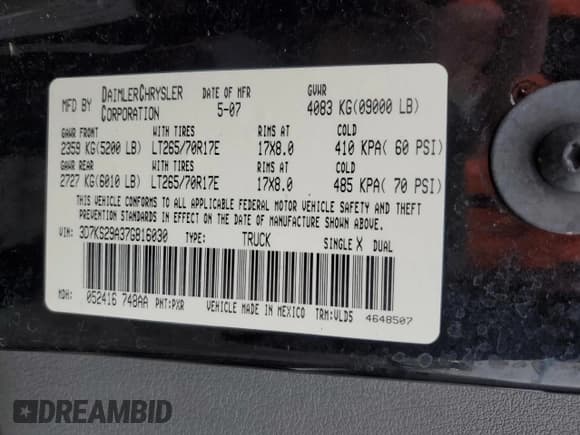 MFD BY DAIMLERCHRYSLER CORPORATION DATE OF MFR 5-07 GVWR 4083 KG(09000 LB)
GAWR FRONT WITH TIRES RIMS AT COLD
2359 KG(5200 LB) LT265/70R17E 17X8.0 410 KPA( 60 PSI)
GAWR REAR WITH TIRES RIMS AT COLD
2727 KG(6010 LB) LT265/70R17E 17X8.0 485 KPA( 70 PSI)
THIS VEHICLE CONFORMS TO ALL APPLICABLE FEDERAL MOTOR VEHICLE SAFETY AND THEFT
PREVENTION STANDARDS IN EFFECT ON THE DATE OF MANUFACTURE SHOWN ABOVE.
VIN: 3D7KS29A37G816030 TYPE: TRUCK SINGLE X DUAL
MDH: 052416 748AA PNT:PXR VEHICLE MADE IN MEXICO TRM:VLD5 4648507
DREAMBID